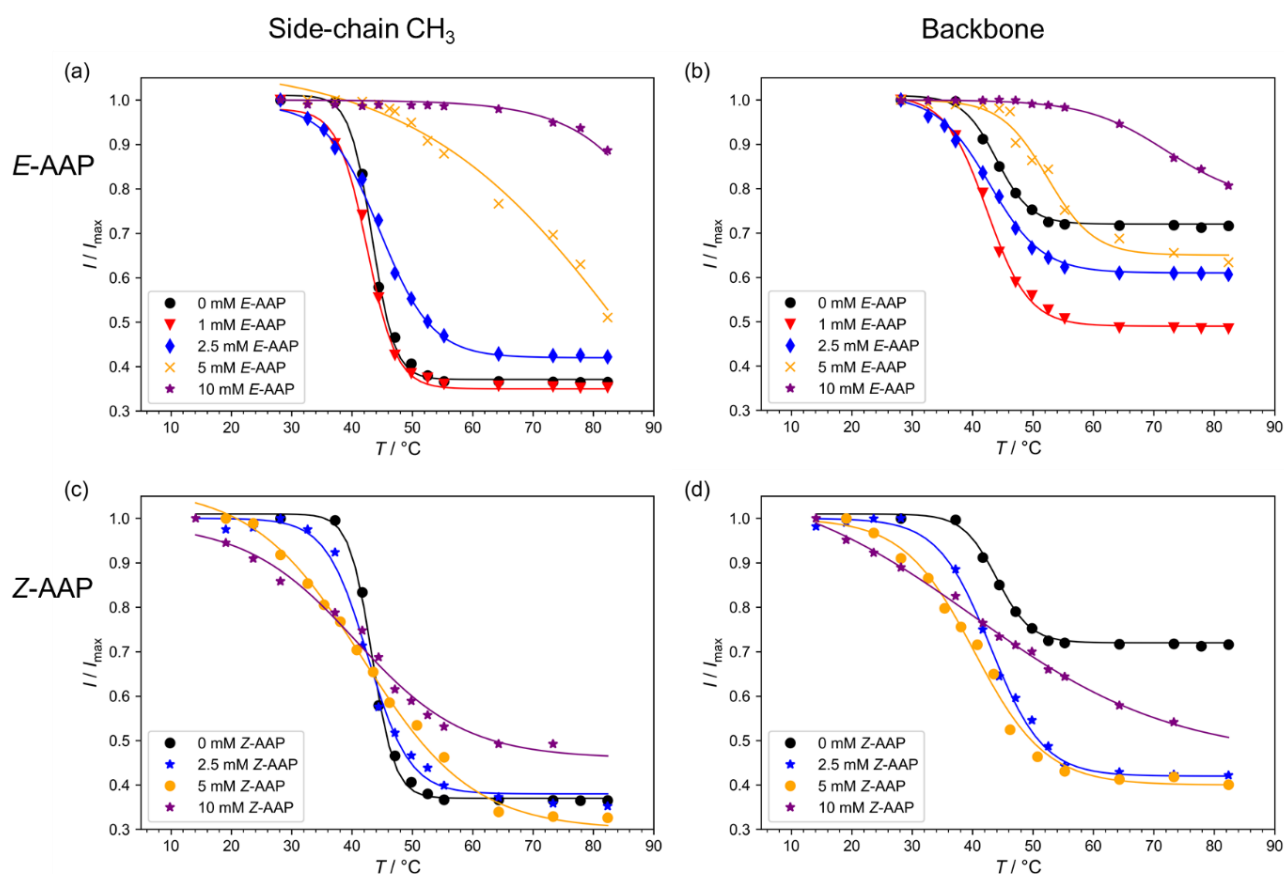 Side-chain CH₃
Backbone
E-AAP
(a)
1.0
0.9
0.8
0.7
0.6
0.5
0.4
0.3
I / Imax
0 mM E-AAP
1 mM E-AAP
2.5 mM E-AAP
5 mM E-AAP
10 mM E-AAP
10 20 30 40 50 60 70 80 90
T / °C
(b)
1.0
0.9
0.8
0.7
0.6
0.5
0.4
0.3
I / Imax
0 mM E-AAP
1 mM E-AAP
2.5 mM E-AAP
5 mM E-AAP
10 mM E-AAP
10 20 30 40 50 60 70 80 90
T / °C
Z-AAP
(c)
1.0
0.9
0.8
0.7
0.6
0.5
0.4
0.3
I / Imax
0 mM Z-AAP
2.5 mM Z-AAP
5 mM Z-AAP
10 mM Z-AAP
10 20 30 40 50 60 70 80 90
T / °C
(d)
1.0
0.9
0.8
0.7
0.6
0.5
0.4
0.3
I / Imax
0 mM Z-AAP
2.5 mM Z-AAP
5 mM Z-AAP
10 mM Z-AAP
10 20 30 40 50 60 70 80 90
T / °C